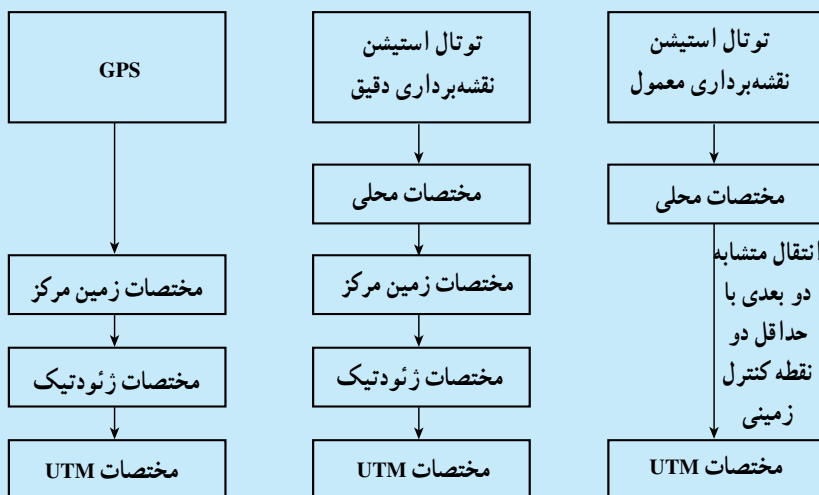 توتال استیشن
نقشه‌برداری معمول
مختصات محلی
انتقال متشابه
دو بعدی با
حداقل دو
نقطه کنترل
زمینی
مختصات UTM
توتال استیشن
نقشه‌برداری دقیق
مختصات محلی
مختصات زمین مرکز
مختصات ژئودتیک
مختصات UTM
GPS
مختصات زمین مرکز
مختصات ژئودتیک
مختصات UTM